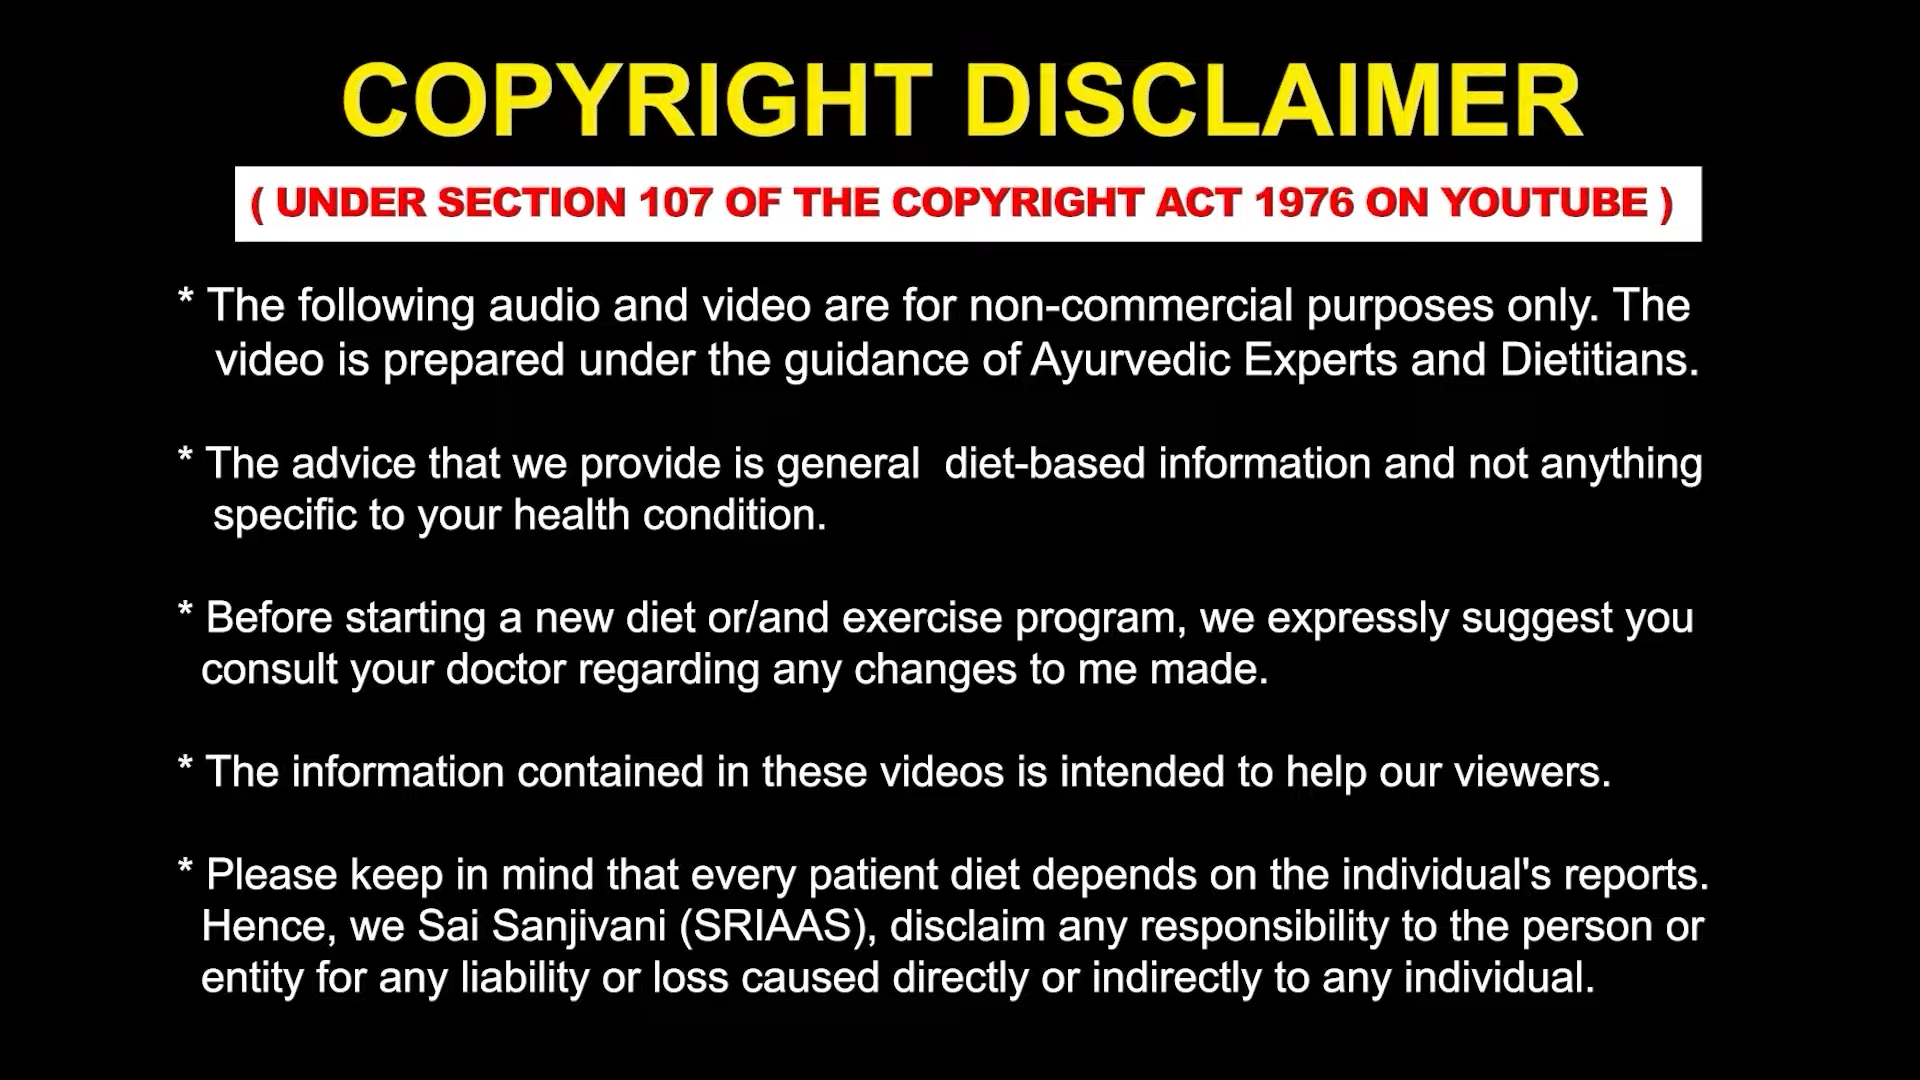 COPYRIGHT DISCLAIMER
( UNDER SECTION 107 OF THE COPYRIGHT ACT 1976 ON YOUTUBE )
* The following audio and video are for non-commercial purposes only. The
video is prepared under the guidance of Ayurvedic Experts and Dietitians.
* The advice that we provide is general  diet-based information and not anything
specific to your health condition.
* Before starting a new diet or/and exercise program, we expressly suggest you
consult your doctor regarding any changes to me made.
* The information contained in these videos is intended to help our viewers.
* Please keep in mind that every patient diet depends on the individual's reports.
Hence, we Sai Sanjivani (SRIAAS), disclaim any responsibility to the person or
entity for any liability or loss caused directly or indirectly to any individual.